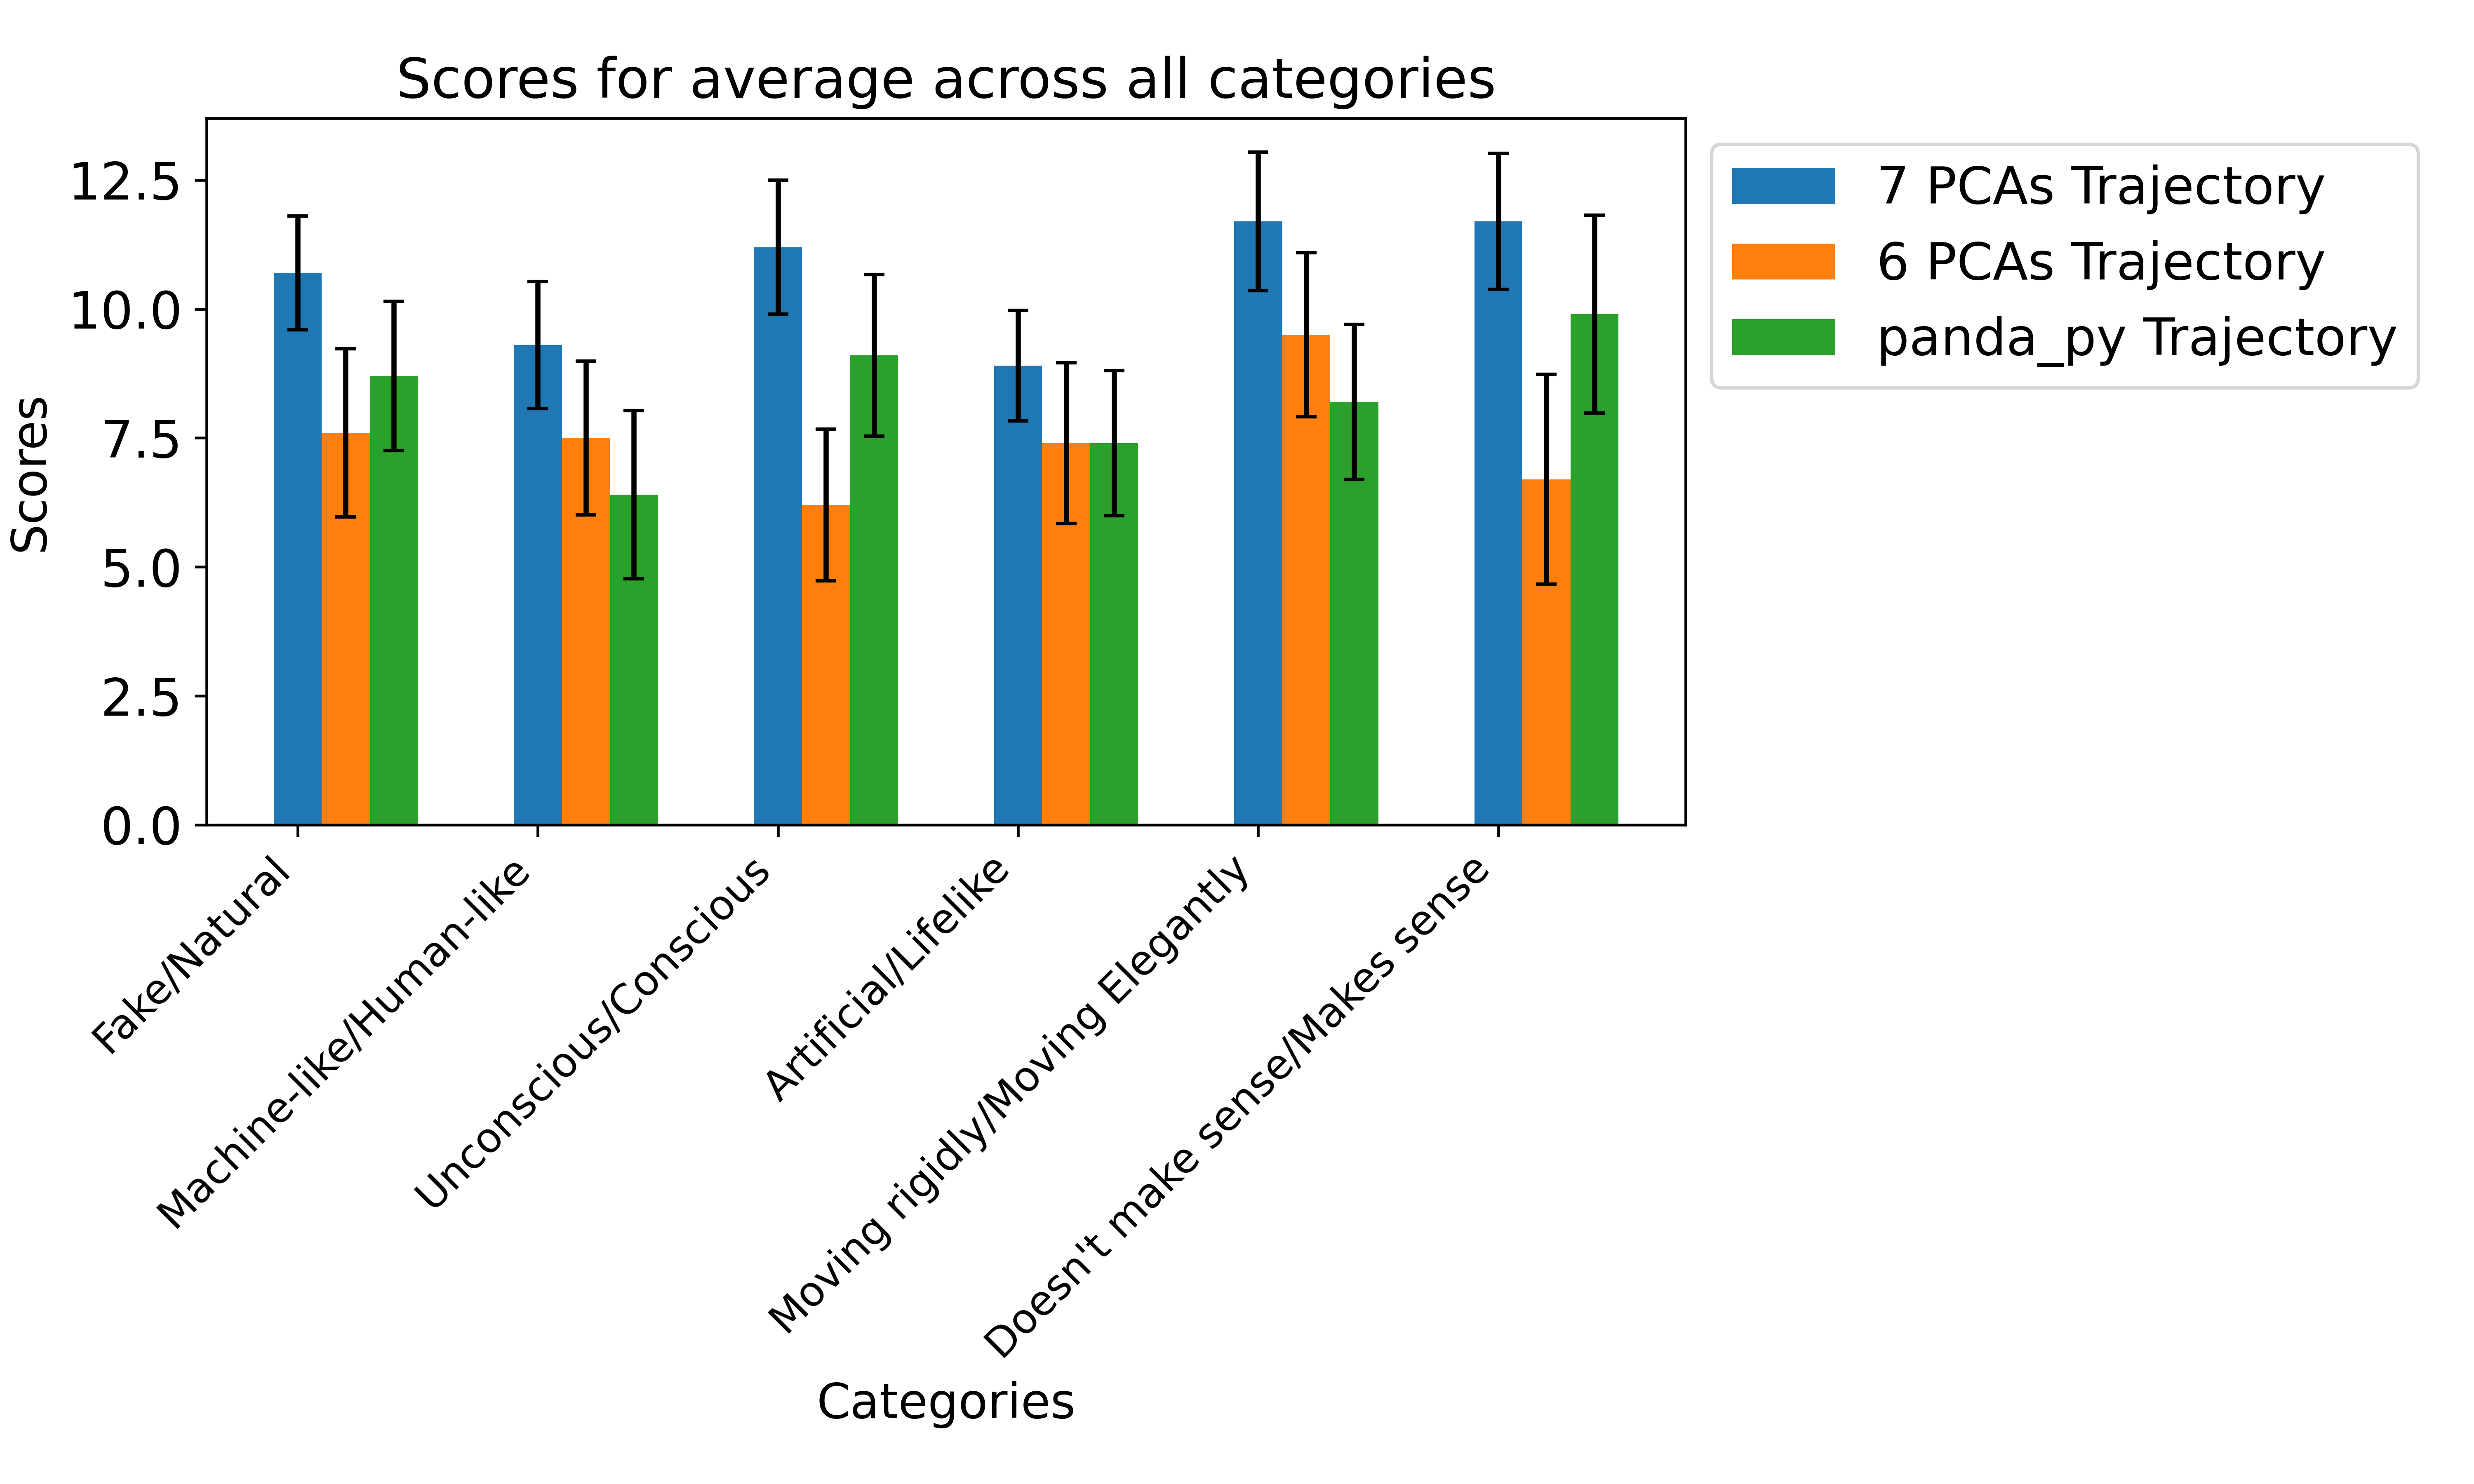 Scores for average across all categories
12.5
10.0
7.5
5.0
2.5
0.0
Scores
7 PCAs Trajectory
6 PCAs Trajectory
panda_py Trajectory
Fake/Natural
Machine-like/Human-like
Unconscious/Conscious
Artificial/Lifelike
Moving rigidly/Moving Elegantly
Doesn't make sense/Makes sense
Categories